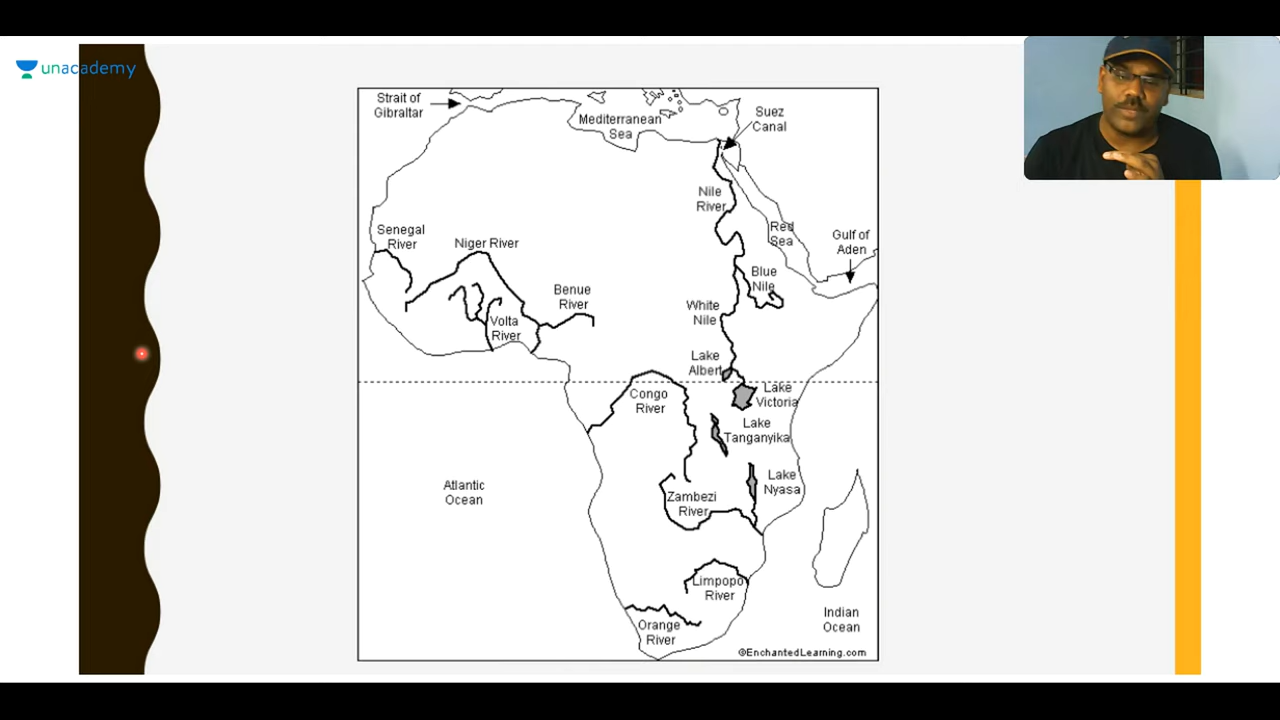 unacademy
Strait of
Gibraltar
Mediterranean
Sea
Suez
Canal
Nile
River
Red
Sea
Gulf of
Aden
Senegal
River
Niger River
Benue
River
Blue
Nile
White
Nile
Volta
River
Lake
Albert
Lake
Victoria
Congo
River
Lake
Tanganyika
Atlantic
Ocean
Lake
Nyasa
Zambezi
River
Limpopo
River
Orange
River
Indian
Ocean
©EnchantedLearning.com